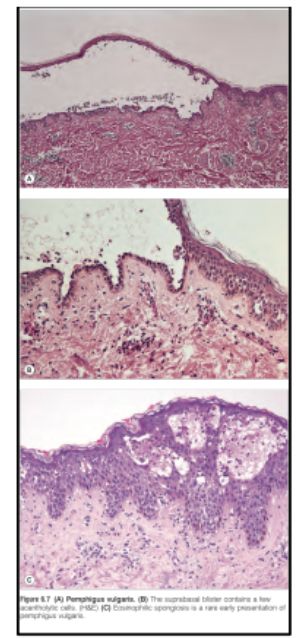 A
B
C
Figure 6.7 (A) Pemphigus vulgaris. (B) The suprabasal blister contains a few
acantholytic cells. (H&E) (C) Eosinophilic spongiosis is a rare early presentation of
pemphigus vulgaris.